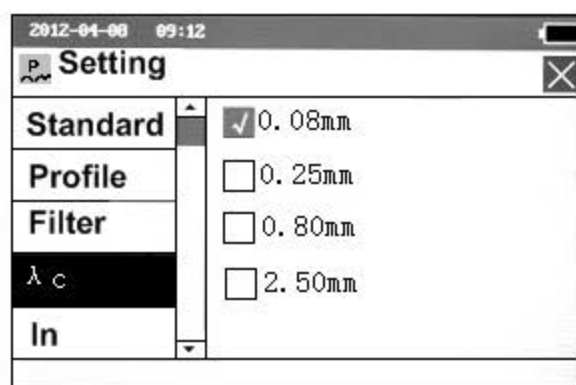 2012-04-08 09:12
P Setting
Standard
Profile
Filter
λc
In
0.08mm
0.25mm
0.80mm
2.50mm